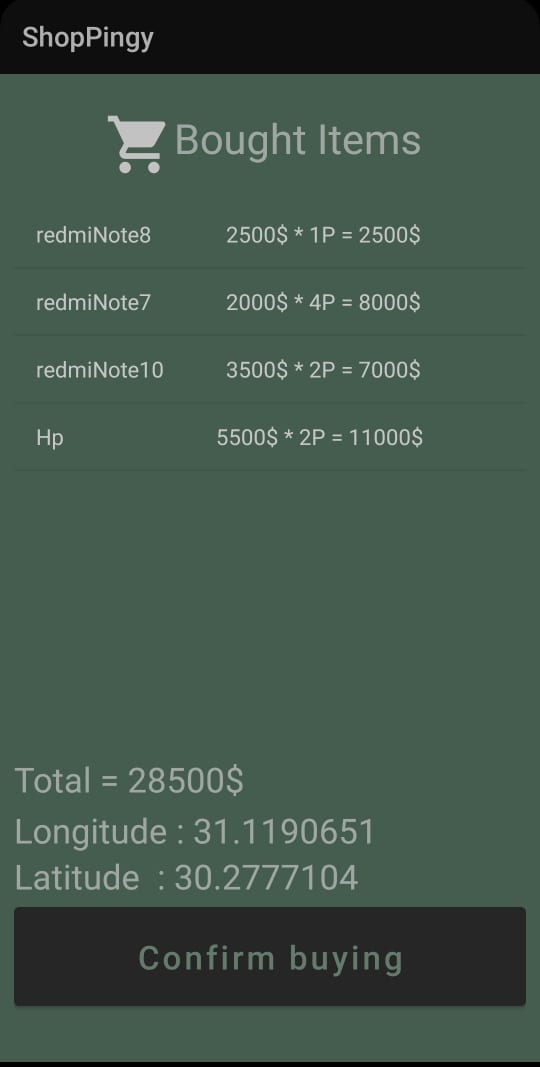 ShopPingy
Bought Items
redmiNote8 2500$ * 1P = 2500$
redmiNote7 2000$ * 4P = 8000$
redmiNote10 3500$ * 2P = 7000$
Hp 5500$ * 2P = 11000$
Total = 28500$
Longitude : 31.1190651
Latitude : 30.2777104
Confirm buying